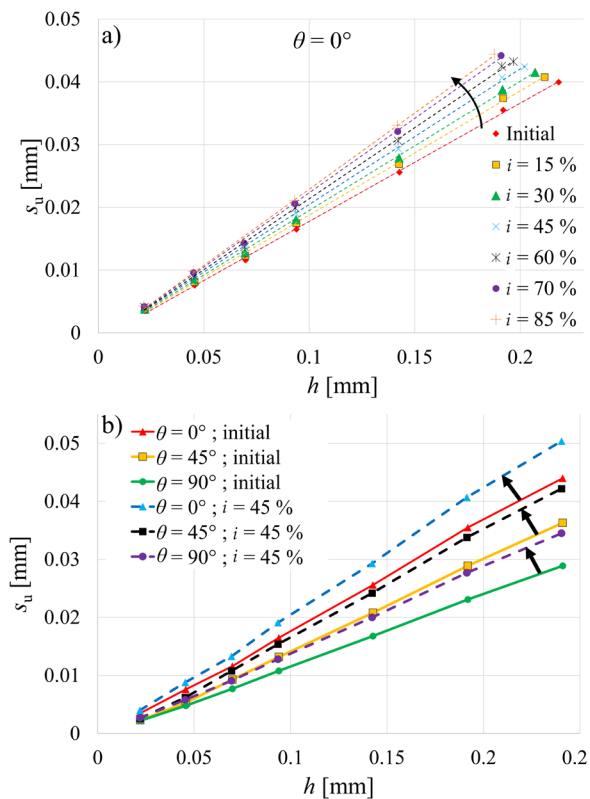 a)
θ = 0°
0.05
0.04
0.03
0.02
0.01
0
s_u [mm]
0
0.05
0.1
0.15
0.2
h [mm]
Initial
i = 15 %
i = 30 %
i = 45 %
i = 60 %
i = 70 %
i = 85 %
b)
θ = 0° ; initial
θ = 45° ; initial
θ = 90° ; initial
θ = 0° ; i = 45 %
θ = 45° ; i = 45 %
θ = 90° ; i = 45 %
0.05
0.04
0.03
0.02
0.01
0
s_u [mm]
0
0.05
0.1
0.15
0.2
0.2
h [mm]